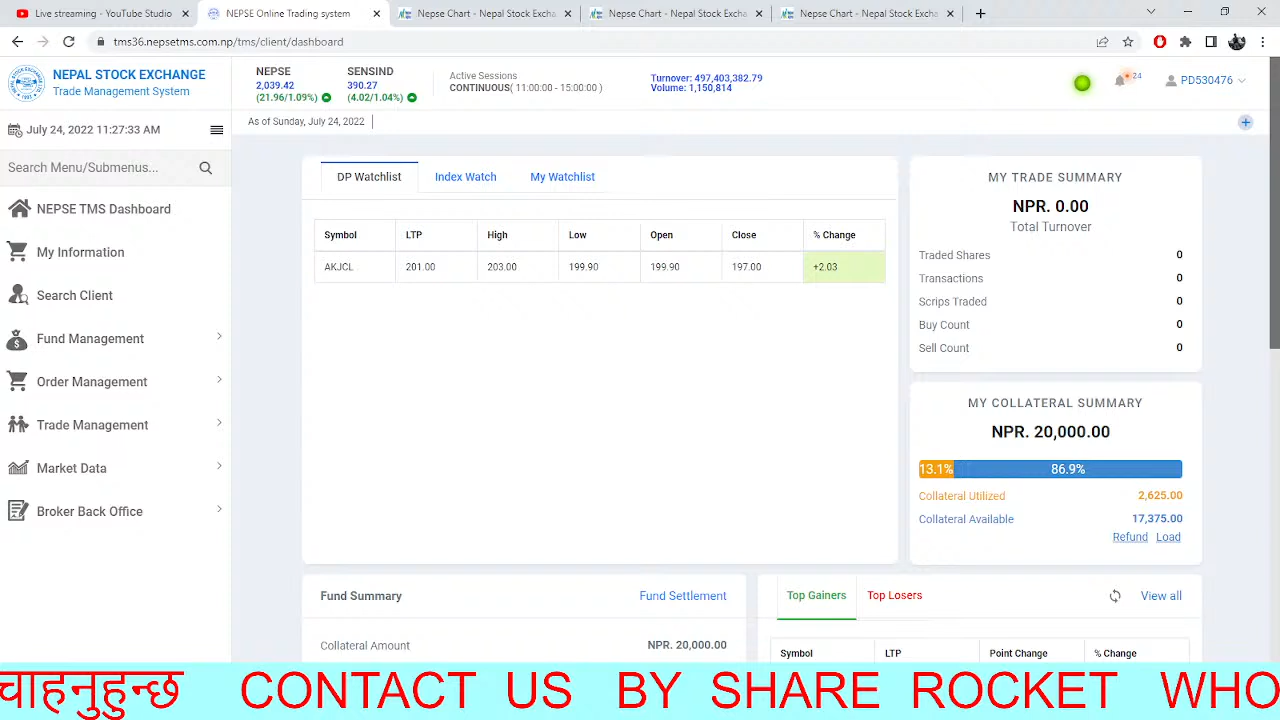 Live streaming - YouTube Studio
NEPSE Online Trading system
Nepse Chart - Nepal Stock Excha
Nepse Chart - Nepal Stock Excha
Nepse Chart - Nepal Stock Excha
tms36.nepsetms.com.np/tms/client/dashboard
NEPAL STOCK EXCHANGE
Trade Management System
NEPSE
2,039.42
(21.96/1.09%)
SENSIND
390.27
(4.02/1.04%)
Active Sessions
CONTINUOUS( 11:00:00 - 15:00:00 )
Turnover: 497,403,382.79
Volume: 1,150,814
24
PD530476
July 24, 2022 11:27:33 AM
As of Sunday, July 24, 2022
Search Menu/Submenus...
NEPSE TMS Dashboard
My Information
Search Client
Fund Management
Order Management
Trade Management
Market Data
Broker Back Office
DP Watchlist Index Watch My Watchlist
Symbol LTP High Low Open Close % Change
AKJCL 201.00 203.00 199.90 199.90 197.00 +2.03
MY TRADE SUMMARY
NPR. 0.00
Total Turnover
Traded Shares 0
Transactions 0
Scrips Traded 0
Buy Count 0
Sell Count 0
MY COLLATERAL SUMMARY
NPR. 20,000.00
13.1% 86.9%
Collateral Utilized 2,625.00
Collateral Available 17,375.00
Refund Load
Fund Summary Fund Settlement
Collateral Amount NPR. 20,000.00
Top Gainers Top Losers View all
Symbol LTP Point Change % Change
चाहनुहुन्छ CONTACT US BY SHARE ROCKET WHO